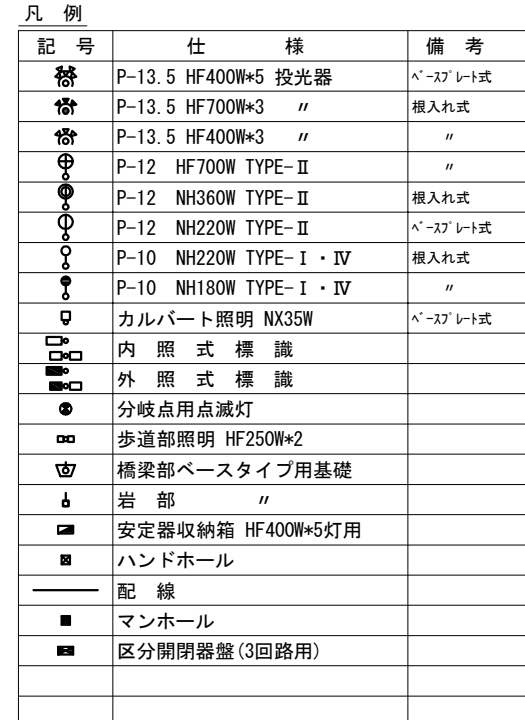 凡 例
記 号 仕 様 備 考
P-13.5 HF400W*5 投光器 ﾍﾞｰｽﾌﾟﾚｰﾄ式
P-13.5 HF700W*3 〃 根入れ式
P-13.5 HF400W*3 〃 〃
P-12 HF700W TYPE-Ⅱ 〃
P-12 NH360W TYPE-Ⅱ 根入れ式
P-12 NH220W TYPE-Ⅱ ﾍﾞｰｽﾌﾟﾚｰﾄ式
P-10 NH220W TYPE-Ⅰ・Ⅳ 根入れ式
P-10 NH180W TYPE-Ⅰ・Ⅳ 〃
カルバート照明 NX35W ﾍﾞｰｽﾌﾟﾚｰﾄ式
内 照 式 標 識
外 照 式 標 識
分岐点用点滅灯
歩道部照明 HF250W*2
橋梁部ベースタイプ用基礎
岩 部 〃
安定器収納箱 HF400W*5灯用
ハンドホール
配 線
マンホール
区分開閉器盤(3回路用)